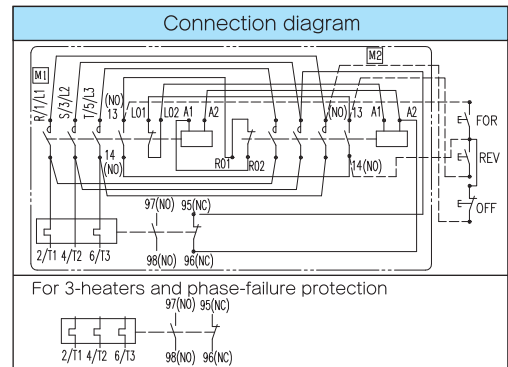 Connection diagram
M1
M2
R/1/L1
S/3/L2
T/5/L3
(NO)
13
L01
L02
A1
A2
(NO)
13
A1
A2
FOR
14
(NO)
R01
R02
14(NO)
REV
OFF
97(NO)
95(NC)
2/T1
4/T2
6/T3
98(NO)
96(NC)
For 3-heaters and phase-failure protection
97(NO)
95(NC)
2/T1
4/T2
6/T3
98(NO)
96(NC)